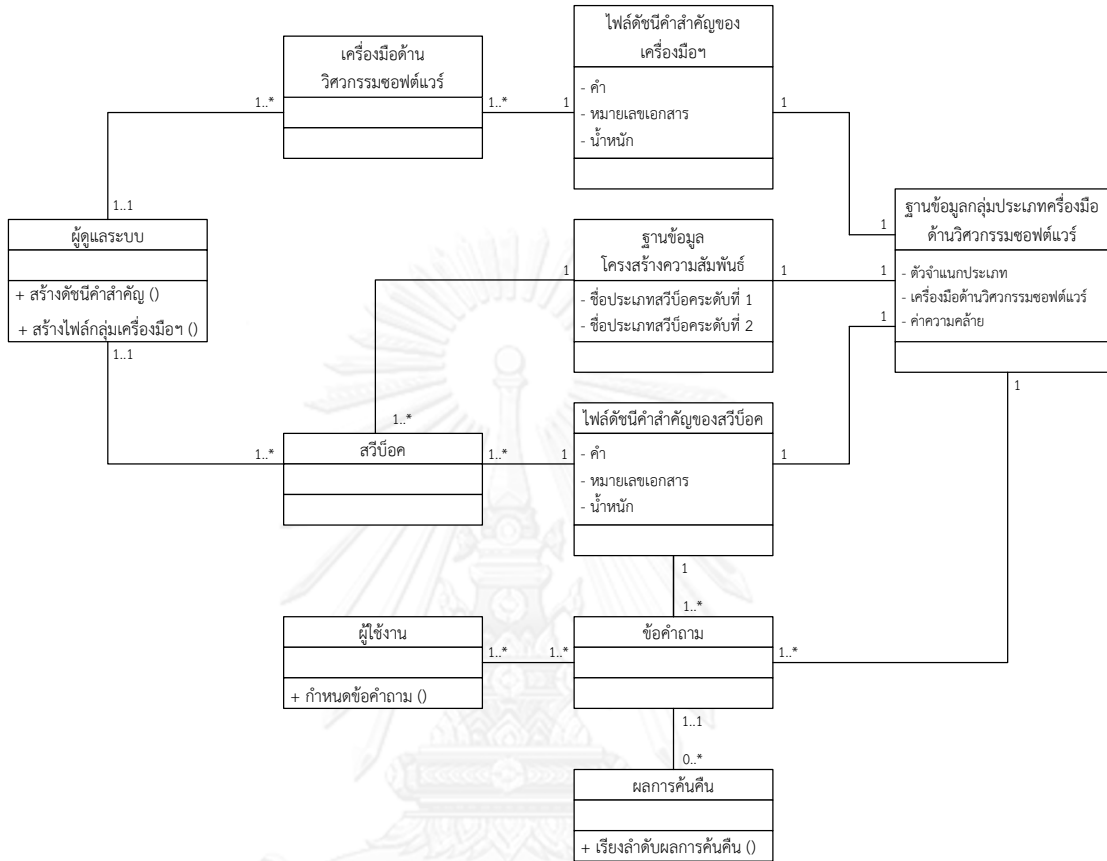 ไฟล์ดัชนีคำสำคัญของ
เครื่องมือฯ
- คำ
- หมายเลขเอกสาร
- น้ำหนัก
เครื่องมือด้าน
วิศวกรรมซอฟต์แวร์
1..*
1..*
1
1
1..1
ผู้ดูแลระบบ
+ สร้างดัชนีคำสำคัญ ()
+ สร้างไฟล์กลุ่มเครื่องมือฯ ()
1..1
ฐานข้อมูล
โครงสร้างความสัมพันธ์
- ชื่อประเภทสวีบ็อคระดับที่ 1
- ชื่อประเภทสวีบ็อคระดับที่ 2
1
1
1
1
1
ฐานข้อมูลกลุ่มประเภทครื่องมือ
ด้านวิศวกรรมซอฟต์แวร์
- ตัวจำแนกประเภท
- เครื่องมือด้านวิศวกรรมซอฟต์แวร์
- ค่าความคล้าย
1
1..*
สวีบ็อค
1..*
1..*
1
ไฟล์ดัชนีคำสำคัญของสวีบ็อค
- คำ
- หมายเลขเอกสาร
- น้ำหนัก
1
1
1..*
ผู้ใช้งาน
+ กำหนดข้อคำถาม ()
1..*
1..*
ข้อคำถาม
1..*
1..1
0..*
ผลการค้นคืน
+ เรียงลำดับผลการค้นคืน ()